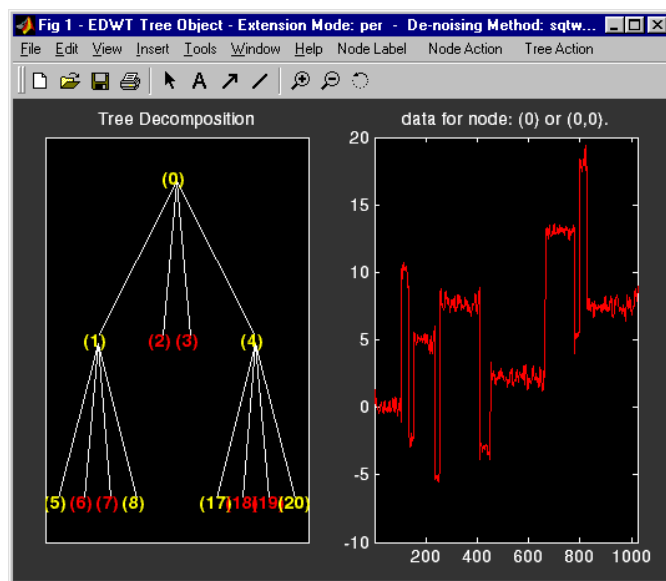 Fig 1 - EDWT Tree Object - Extension Mode: per - De-noising Method: sqtw...
File Edit View Insert Tools Window Help Node Label Node Action Tree Action
A
Tree Decomposition
(0)
(1) (2) (3) (4)
(5) (6) (7) (8) (17) (18) (19) (20)
data for node: (0) or (0,0).
20
15
10
5
0
-5
-10
200 400 600 800 1000